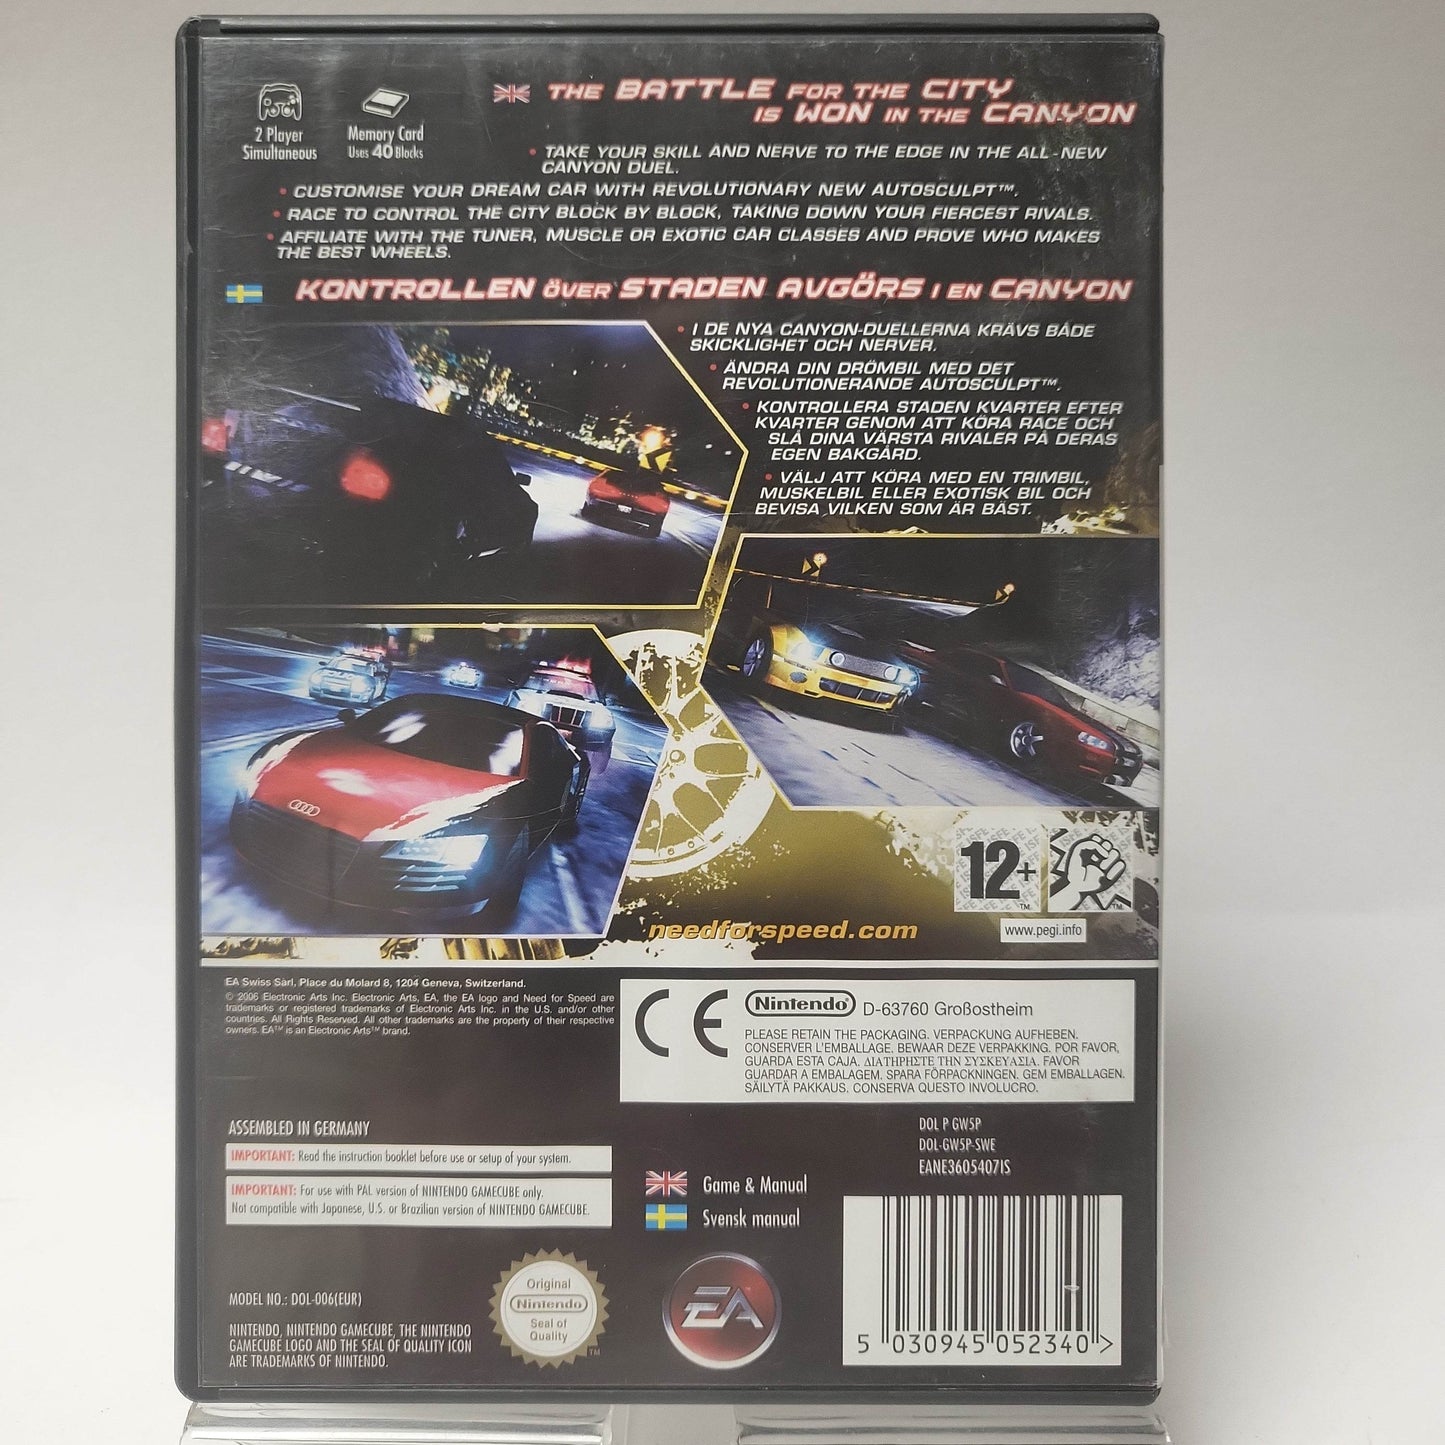 2 Player
Simultaneous
Memory Card
Uses 40 Blocks
THE BATTLE FOR THE CITY
IS WON IN THE CANYON
• TAKE YOUR SKILL AND NERVE TO THE EDGE IN THE ALL-NEW
CANYON DUEL.
• CUSTOMISE YOUR DREAM CAR WITH REVOLUTIONARY NEW AUTOSCULPT™.
• RACE TO CONTROL THE CITY BLOCK BY BLOCK, TAKING DOWN YOUR FIERCEST RIVALS.
• AFFILIATE WITH THE TUNER, MUSCLE OR EXOTIC CAR CLASSES AND PROVE WHO MAKES
THE BEST WHEELS.
KONTROLLEN ÖVER STADEN AVGÖRS I EN CANYON
• I DE NYA CANYON-DUELLERNA KRÄVS BÅDE
SKICKLIGHET OCH NERVER.
• ÄNDRA DIN DRÖMBIL MED DET
REVOLUTIONERANDE AUTOSCULPT™.
• KONTROLLERA STADEN KVARTER EFTER
KVARTER GENOM ATT KÖRA RACE OCH
SLÅ DINA VÄRSTA RIVALER PÅ DERAS
EGEN BAKGÅRD.
• VÄLJ ATT KÖRA MED EN TRIMBIL,
MUSKELBIL ELLER EXOTISK BIL OCH
BEVISA VILKEN SOM ÄR BÄST.
12+
www.pegi.info
needforspeed.com
EA Swiss Sàrl, Place du Molard 8, 1204 Geneva, Switzerland.
© 2006 Electronic Arts Inc. Electronic Arts, EA, the EA logo and Need for Speed are
trademarks or registered trademarks of Electronic Arts Inc. in the U.S. and/or other
countries. All Rights Reserved. All other trademarks are the property of their respective
owners. EA™ is an Electronic Arts™ brand.
CE Nintendo D-63760 Großostheim
PLEASE RETAIN THE PACKAGING. VERPACKUNG AUFHEBEN.
CONSERVER L'EMBALLAGE. BEWAAR DEZE VERPAKKING. POR FAVOR,
GUARDA ESTA CAJA. ΔΙΑΤΗΡΗΣΤΕ ΤΗΝ ΣΥΣΚΕΥΑΣΙΑ. FAVOR
GUARDAR A EMBALAGEM. SPARA FÖRPACKNINGEN. GEM EMBALLAGEN.
SÄILYTÄ PAKKAUS. CONSERVA QUESTO INVOLUCRO.
ASSEMBLED IN GERMANY
IMPORTANT: Read the instruction booklet before use or setup of your system.
IMPORTANT: For use with PAL version of NINTENDO GAMECUBE only.
Not compatible with Japanese, U.S. or Brazilian version of NINTENDO GAMECUBE.
DOL P GW5P
DOL-GW5P-SWE
EANE36054071S
Game & Manual
Svensk manual
MODEL NO.: DOL-006(EUR)
NINTENDO, NINTENDO GAMECUBE, THE NINTENDO
GAMECUBE LOGO AND THE SEAL OF QUALITY ICON
ARE TRADEMARKS OF NINTENDO.
Original
Nintendo
Seal of
Quality
TM
EA
5 030945 052340 >